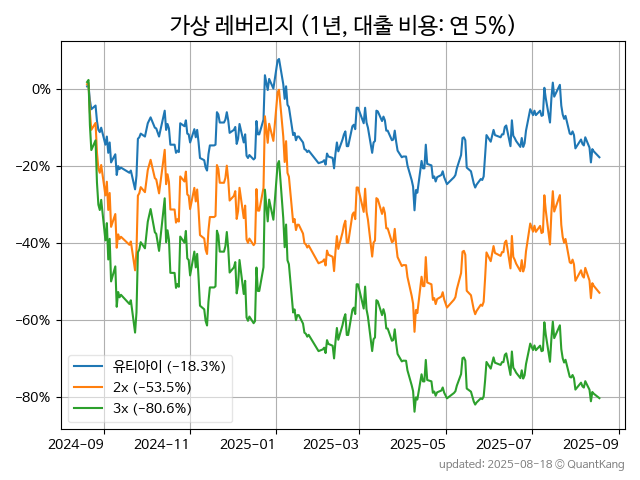 가상 레버리지 (1년, 대출 비용: 연 5%)
0%
−20%
−40%
−60%
−80%
유티아이 (−18.3%)
2x (−53.5%)
3x (−80.6%)
2024-09
2024-11
2025-01
2025-03
2025-05
2025-07
2025-09
updated: 2025-08-18 © QuantKang